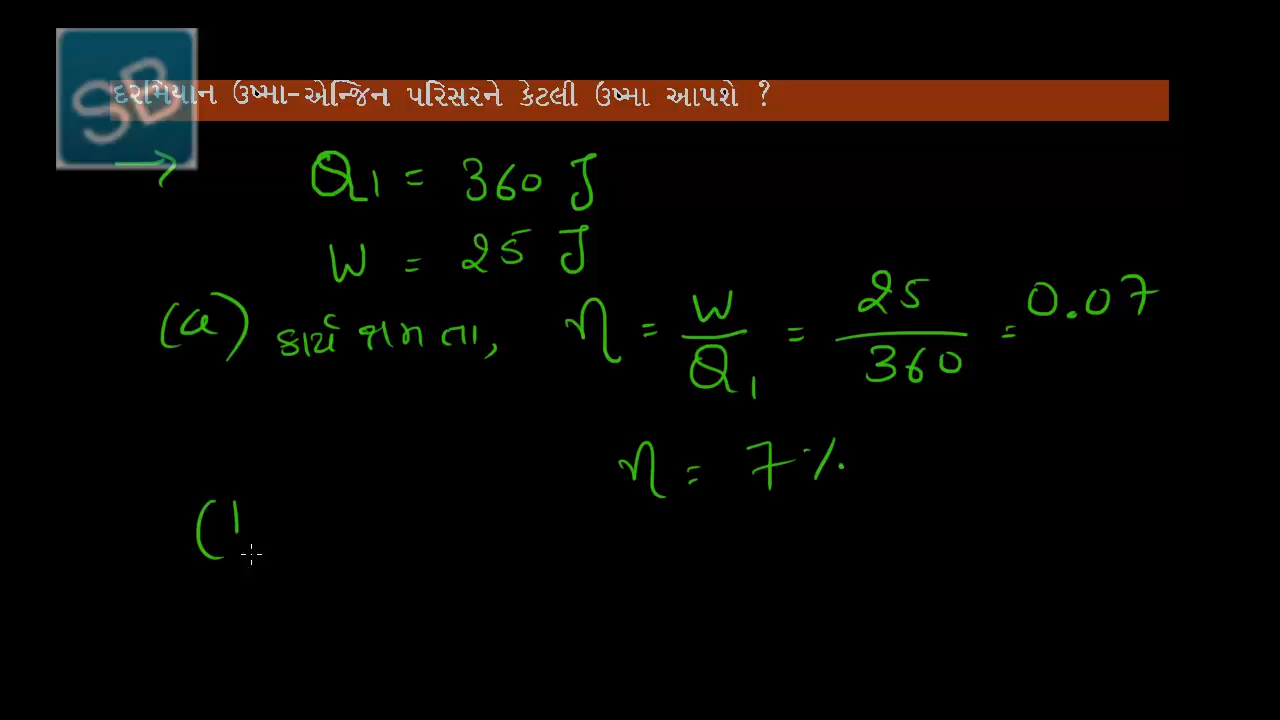 SB
દરમિયાન ઉષ્મા-એન્જિન પરિસરને કેટલી ઉષ્મા આપશે ?
→ Q1 = 360 J
W = 25 J
(a) કાર્યક્ષમતા, η = W/Q1 = 25/360 = 0.07
η = 7%
(